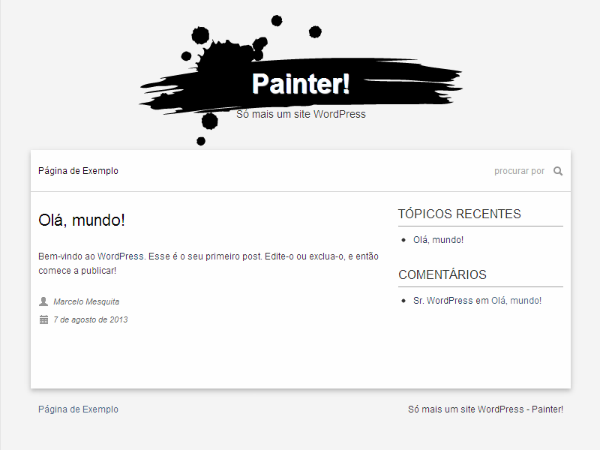 Painter!
Só mais um site WordPress
Página de Exemplo
procurar por
Olá, mundo!
Bem-vindo ao WordPress. Esse é o seu primeiro post. Edite-o ou exclua-o, e então
comece a publicar!
Marcelo Mesquita
7 de agosto de 2013
TÓPICOS RECENTES
Olá, mundo!
COMENTÁRIOS
Sr. WordPress em Olá, mundo!
Página de Exemplo
Só mais um site WordPress - Painter!